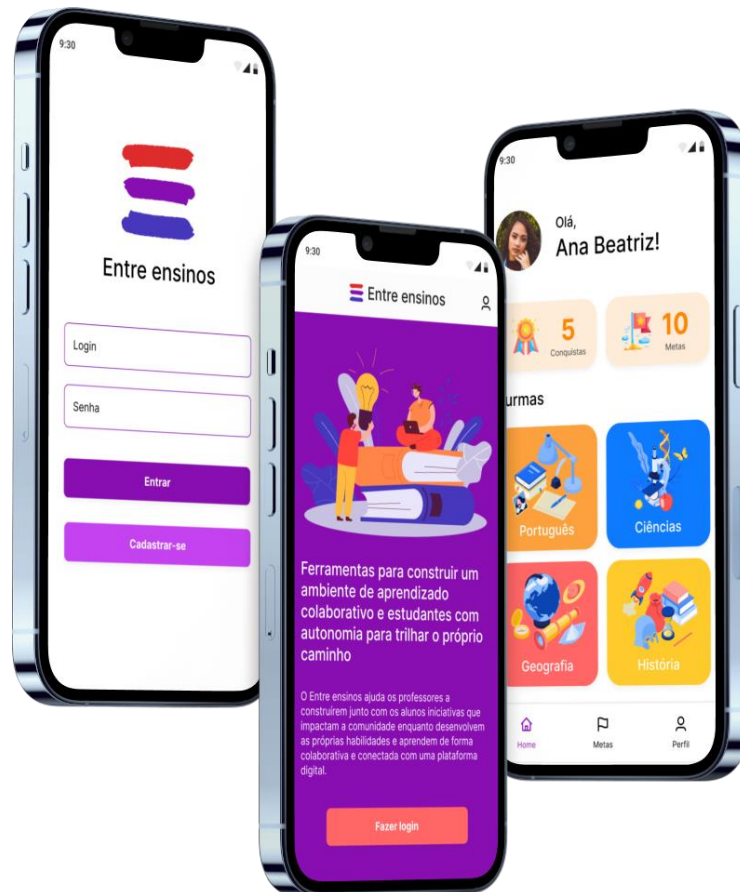 9:30
Entre ensinos
Login
Senha
Entrar
Cadastrar-se
9:30
Entre ensinos
Ferramentas para construir um
ambiente de aprendizado
colaborativo e estudantes com
autonomia para trilhar o próprio
caminho
O Entre ensinos ajuda os professores a
construírem junto com os alunos iniciativas que
impactam a comunidade enquanto desenvolvem
as próprias habilidades e aprendem de forma
colaborativa e conectada com uma plataforma
digital.
Fazer login
9:30
Olá,
Ana Beatriz!
5
Conquistas
10
Metas
urmas
Português
Ciências
Geografia
História
Home
Metas
Perfil